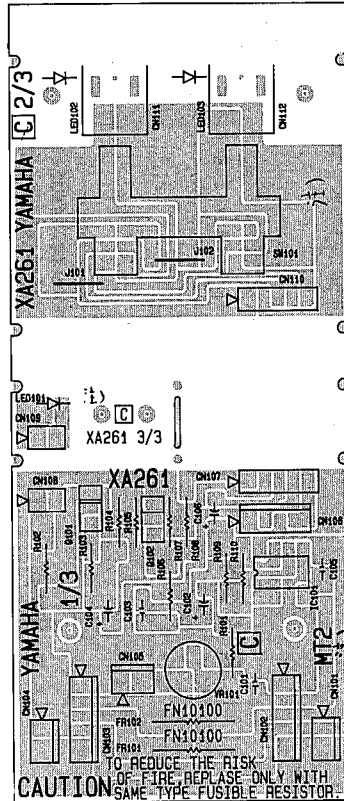 C 2/3
LED102
CN111
LED103
CN112
XA261 YAMAHA
注)
J101
J102
SW101
CN110
LED101
CN109
注)
C
XA261 3/3
XA261
CN107
CN108
CN106
R102
R103
R104
R105
R106
R107
R108
C106
R109
R110
C105
IC101
1/3
C104
C103
C102
R101
C
YAMAHA
MT2
CN105
VR101
C101
CN104
CN103
CN102
CN101
FN10100
FR102
FN10100
FR101
CAUTION
TO REDUCE THE RISK
OF FIRE, REPLASE ONLY WITH
SAME TYPE FUSIBLE RESISTOR.